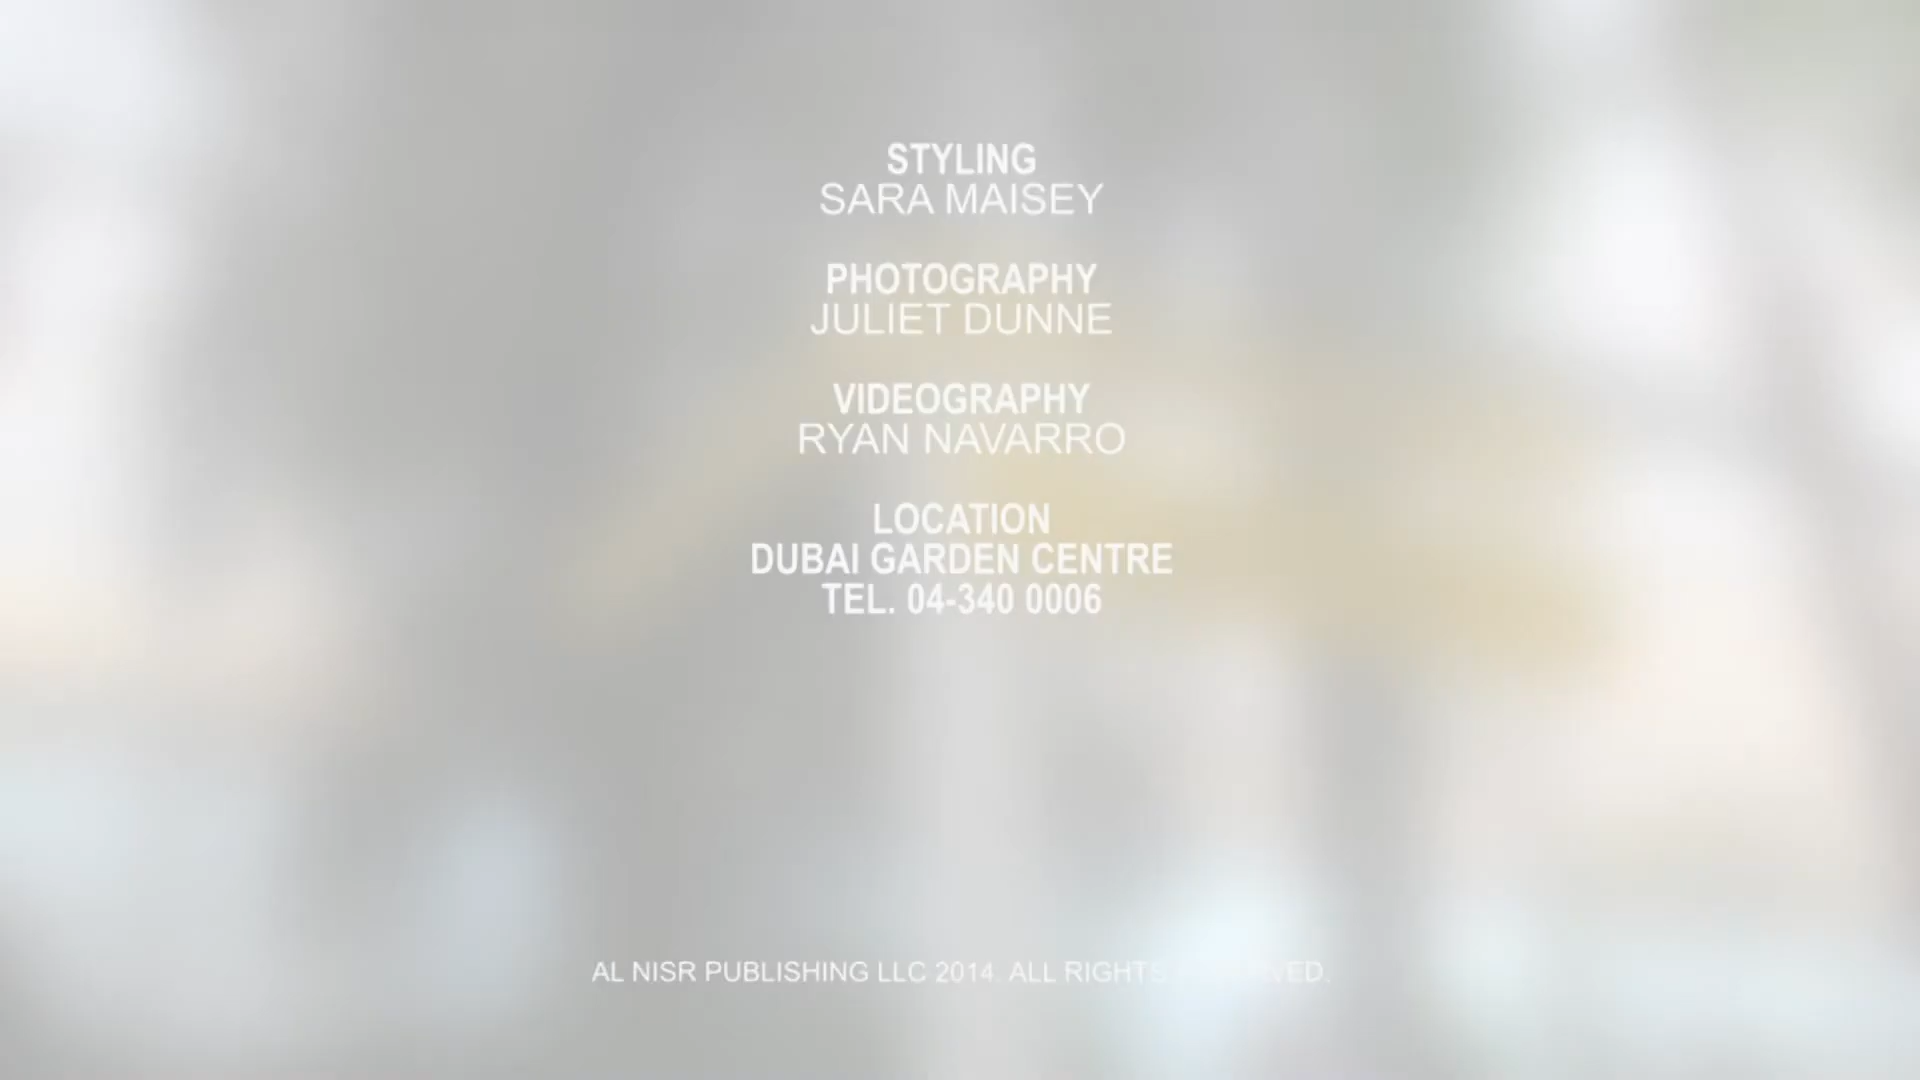 STYLING
SARA MAISEY
PHOTOGRAPHY
JULIET DUNNE
VIDEOGRAPHY
RYAN NAVARRO
LOCATION
DUBAI GARDEN CENTRE
TEL. 04-340 0006
AL NISR PUBLISHING LLC 2014. ALL RIGHTS